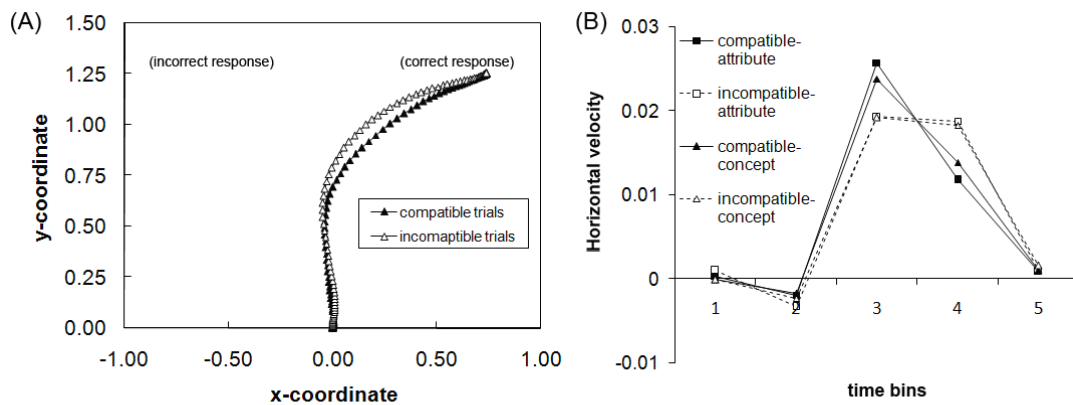 (A)
1.50
1.25
1.00
0.75
0.50
0.25
0.00
y-coordinate
(incorrect response)
(correct response)
compatible trials
incomaptible trials
-1.00
-0.50
0.00
0.50
1.00
x-coordinate
(B)
0.03
0.02
0.01
0
-0.01
Horizontal velocity
compatible-
attribute
incompatible-
attribute
compatible-
concept
incompatible-
concept
1
2
3
4
5
time bins